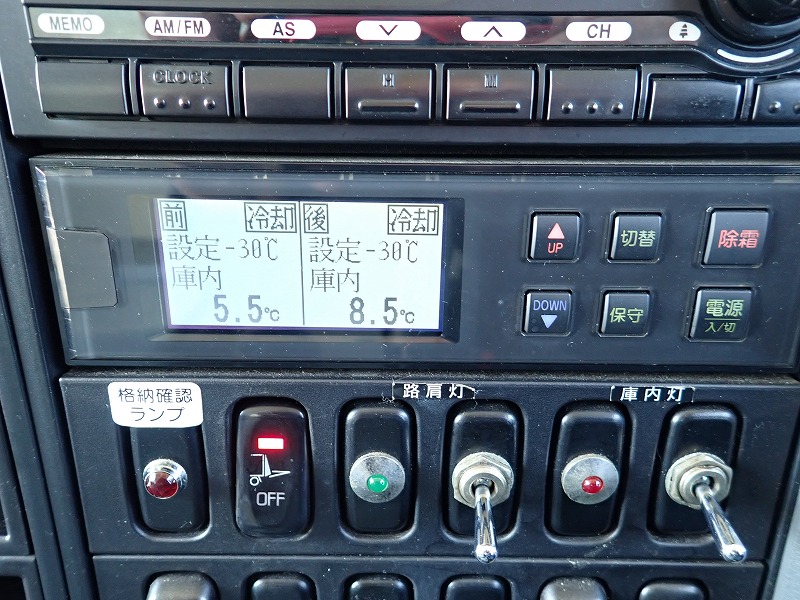 MEMO AM/FM AS CH
CLOCK
前 冷却 後 冷却
設定-30℃ 設定-30℃
庫内 庫内
5.5℃ 8.5℃
UP 切替 除霜
DOWN 保守 電源
入/切
格納確認
ランプ
路肩灯 庫内灯
OFF